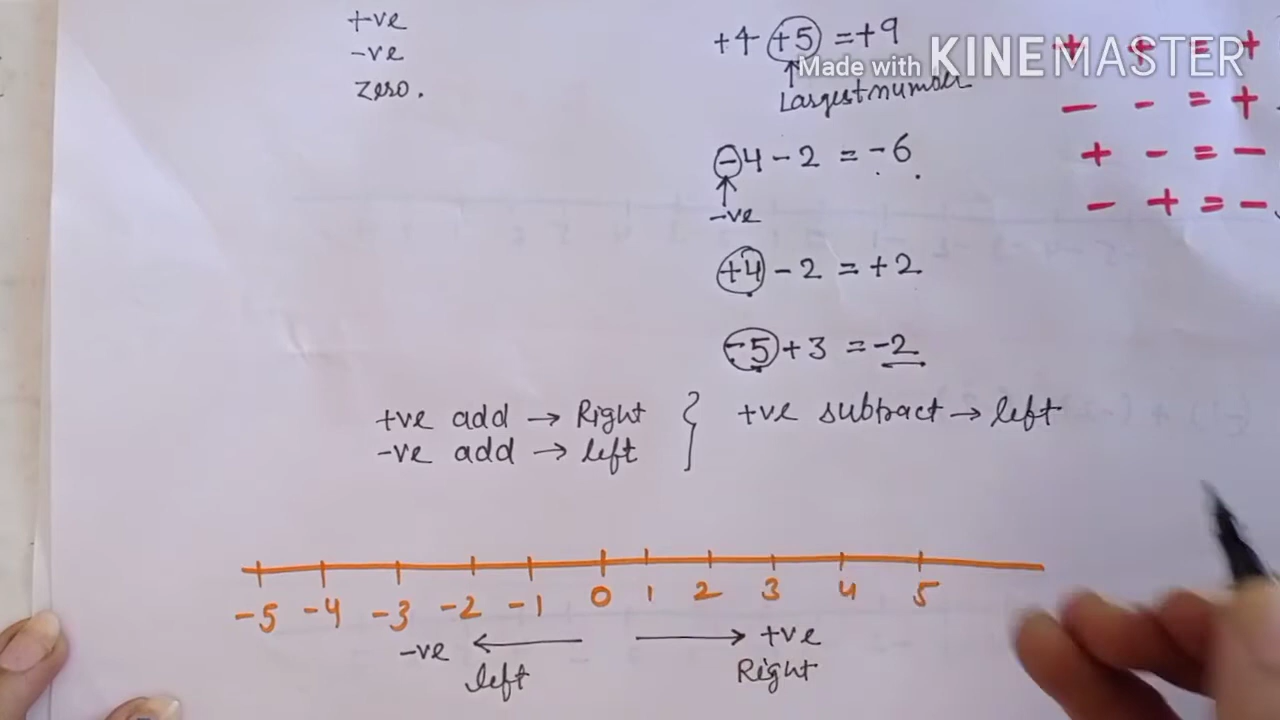 +ve
-ve
Zero.
+4 +5 = +9
Made with KINEMASTER
Largest number
-4 - 2 = -6.
-ve
+4 - 2 = +2
-5 + 3 = -2
+ + = +
- - = +
+ - = -
- + = -
+ve add → Right
-ve add → left
+ve subtract → left
-5 -4 -3 -2 -1 0 1 2 3 4 5
-ve ← → +ve
left Right